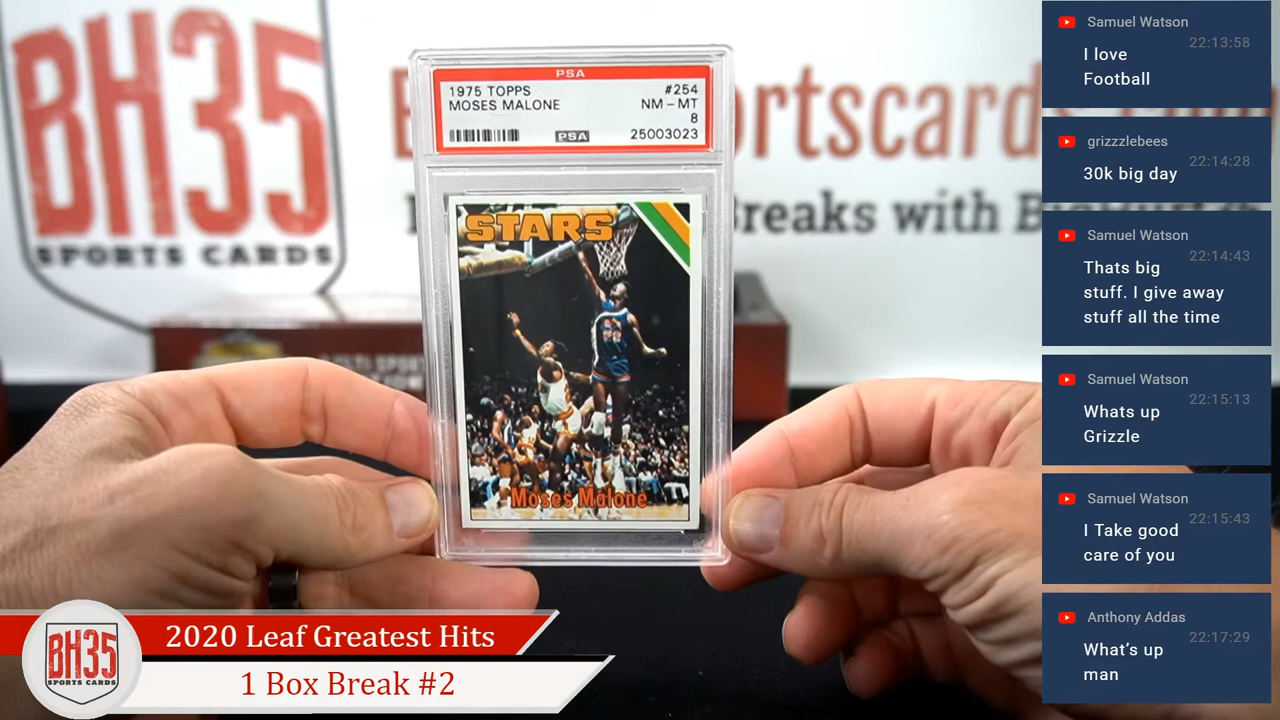 BH35
SPORTS CARDS
PSA
1975 TOPPS #254
MOSES MALONE NM-MT
8
PSA 25003023
STARS
Moses Malone
ortscards
Breaks with
BH35
SPORTS CARDS
2020 Leaf Greatest Hits
1 Box Break #2
Samuel Watson
22:13:58
I love
Football
grizzzlebees
22:14:28
30k big day
Samuel Watson
22:14:43
Thats big
stuff. I give away
stuff all the time
Samuel Watson
22:15:13
Whats up
Grizzle
Samuel Watson
22:15:43
I Take good
care of you
Anthony Addas
22:17:29
What's up
man